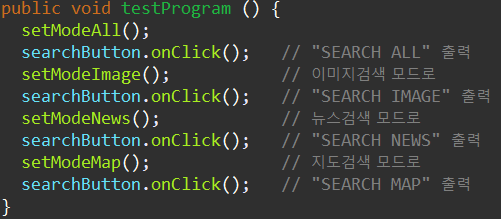 public void testProgram () {
  setModeAll();
  searchButton.onClick();   // "SEARCH ALL" 출력
  setModeImage();           // 이미지검색 모드로
  searchButton.onClick();   // "SEARCH IMAGE" 출력
  setModeNews();            // 뉴스검색 모드로
  searchButton.onClick();   // "SEARCH NEWS" 출력
  setModeMap();             // 지도검색 모드로
  searchButton.onClick();   // "SEARCH MAP" 출력
}